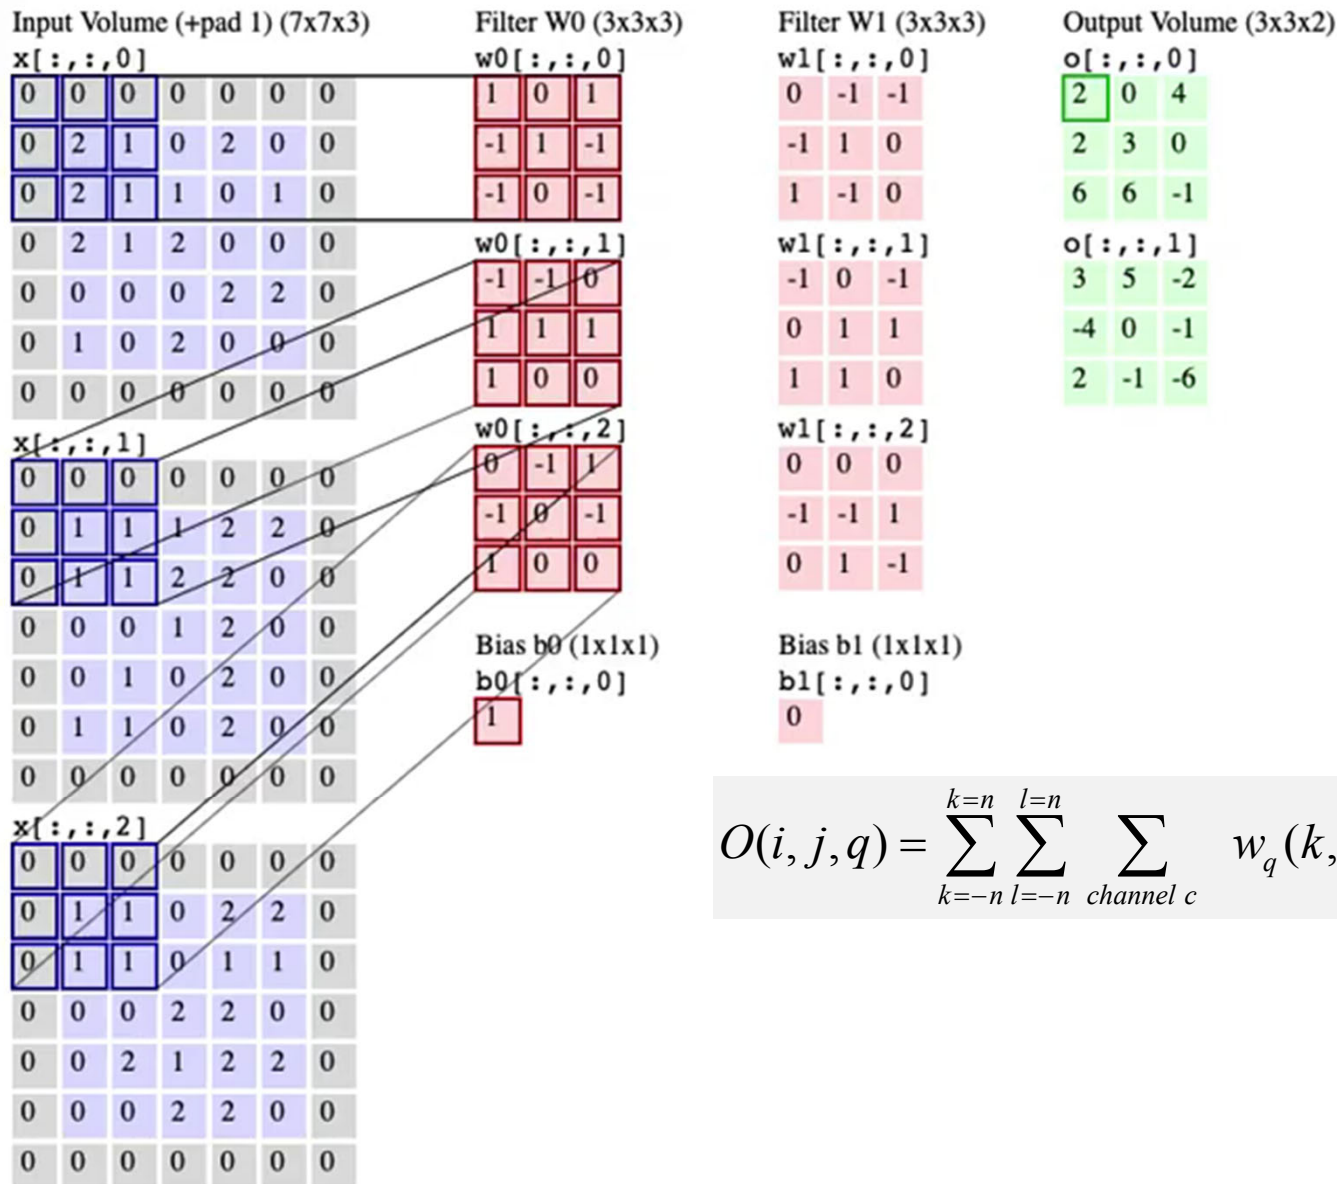 Input Volume (+pad 1) (7x7x3)
x[:,:,0]
0 0 0 0 0 0 0
0 2 1 0 2 0 0
0 2 1 1 0 1 0
0 2 1 2 0 0 0
0 0 0 0 2 2 0
0 1 0 2 0 0 0
0 0 0 0 0 0 0
x[:,:,1]
0 0 0 0 0 0 0
0 1 1 1 2 2 0
0 1 1 2 2 0 0
0 0 0 1 2 0 0
0 0 1 0 2 0 0
0 1 1 0 2 0 0
0 0 0 0 0 0 0
x[:,:,2]
0 0 0 0 0 0 0
0 1 1 0 2 2 0
0 1 1 0 1 1 0
0 0 0 2 2 0 0
0 0 2 1 2 2 0
0 0 0 2 2 0 0
0 0 0 0 0 0 0
Filter W0 (3x3x3)
w0[:,:,0]
1 0 1
-1 1 -1
-1 0 -1
w0[:,:,1]
-1 -1 0
1 1 1
1 0 0
w0[:,:,2]
0 -1 1
-1 0 -1
1 0 0
Bias b0 (1x1x1)
b0[:,:,0]
1
Filter W1 (3x3x3)
w1[:,:,0]
0 -1 -1
-1 1 0
1 -1 0
w1[:,:,1]
-1 0 -1
0 1 1
1 1 0
w1[:,:,2]
0 0 0
-1 -1 1
0 1 -1
Bias b1 (1x1x1)
b1[:,:,0]
0
Output Volume (3x3x2)
o[:,:,0]
2 0 4
2 3 0
6 6 -1
o[:,:,1]
3 5 -2
-4 0 -1
2 -1 -6
k=n l=n
O(i, j, q) = ∑ ∑ ∑ w_q (k,
k=−n l=−n channel c